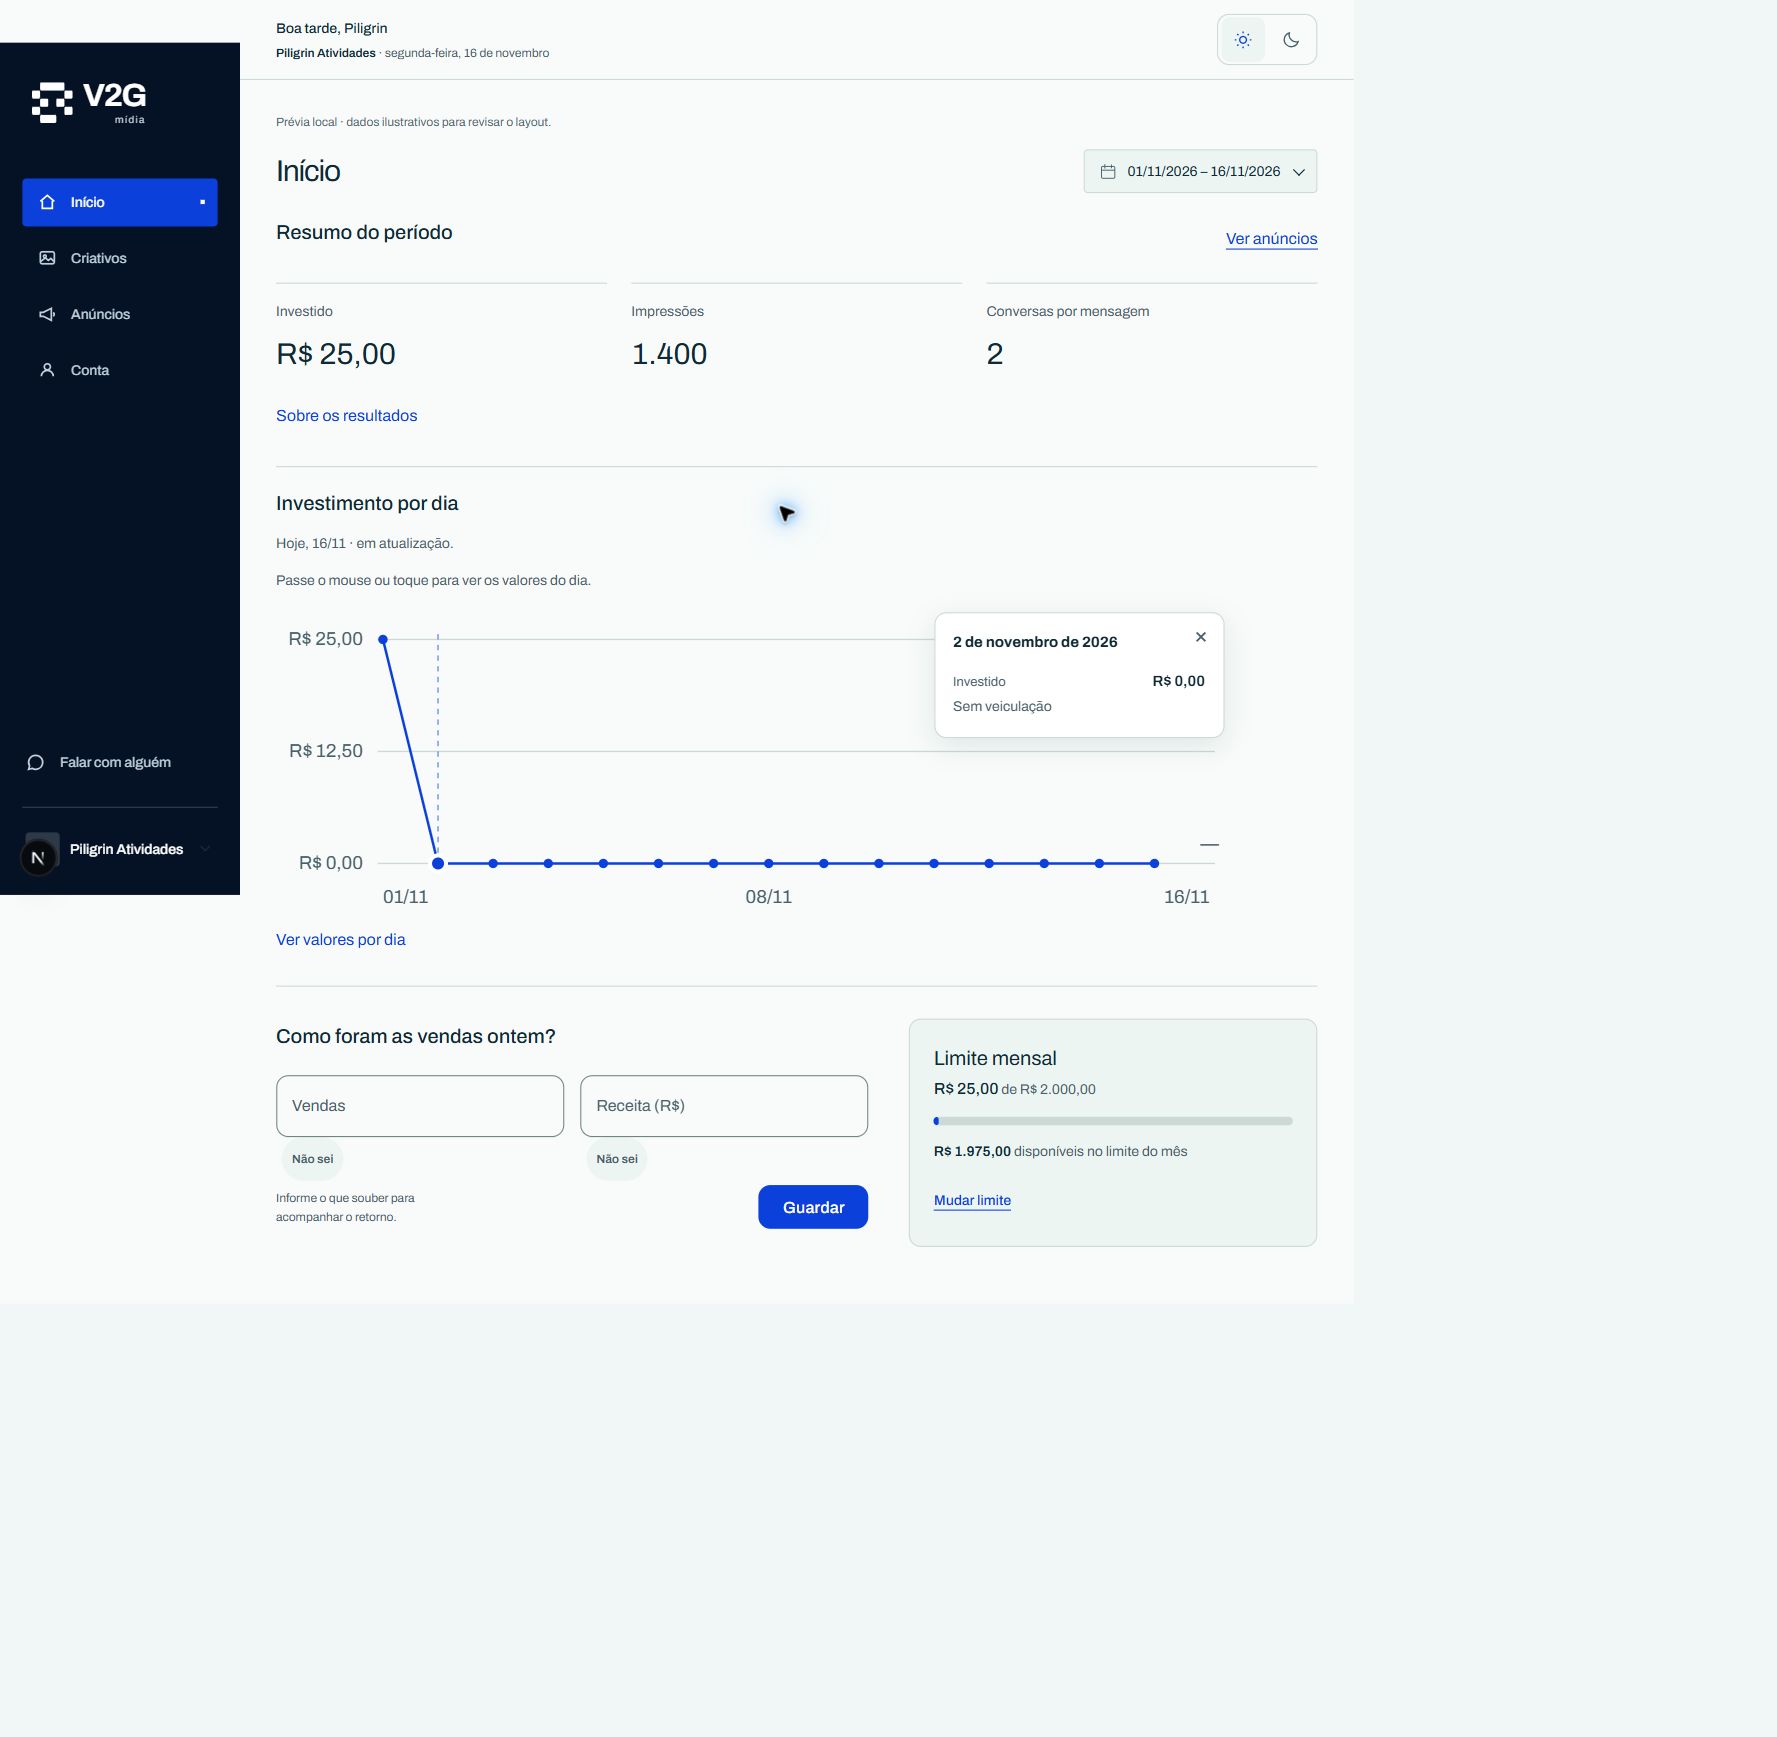 Boa tarde, Piligrin
Piligrin Atividades · segunda-feira, 16 de novembro
V2G
mídia
Início
Criativos
Anúncios
Conta
Falar com alguém
N
Piligrin Atividades
Prévia local · dados ilustrativos para revisar o layout.
Início
01/11/2026 – 16/11/2026
Resumo do período
Ver anúncios
Investido
R$ 25,00
Impressões
1.400
Conversas por mensagem
2
Sobre os resultados
Investimento por dia
Hoje, 16/11 · em atualização.
Passe o mouse ou toque para ver os valores do dia.
R$ 25,00
R$ 12,50
R$ 0,00
2 de novembro de 2026
Investido R$ 0,00
Sem veiculação
—
01/11 08/11 16/11
Ver valores por dia
Como foram as vendas ontem?
Vendas
Não sei
Receita (R$)
Não sei
Informe o que souber para
acompanhar o retorno.
Guardar
Limite mensal
R$ 25,00 de R$ 2.000,00
R$ 1.975,00 disponíveis no limite do mês
Mudar limite